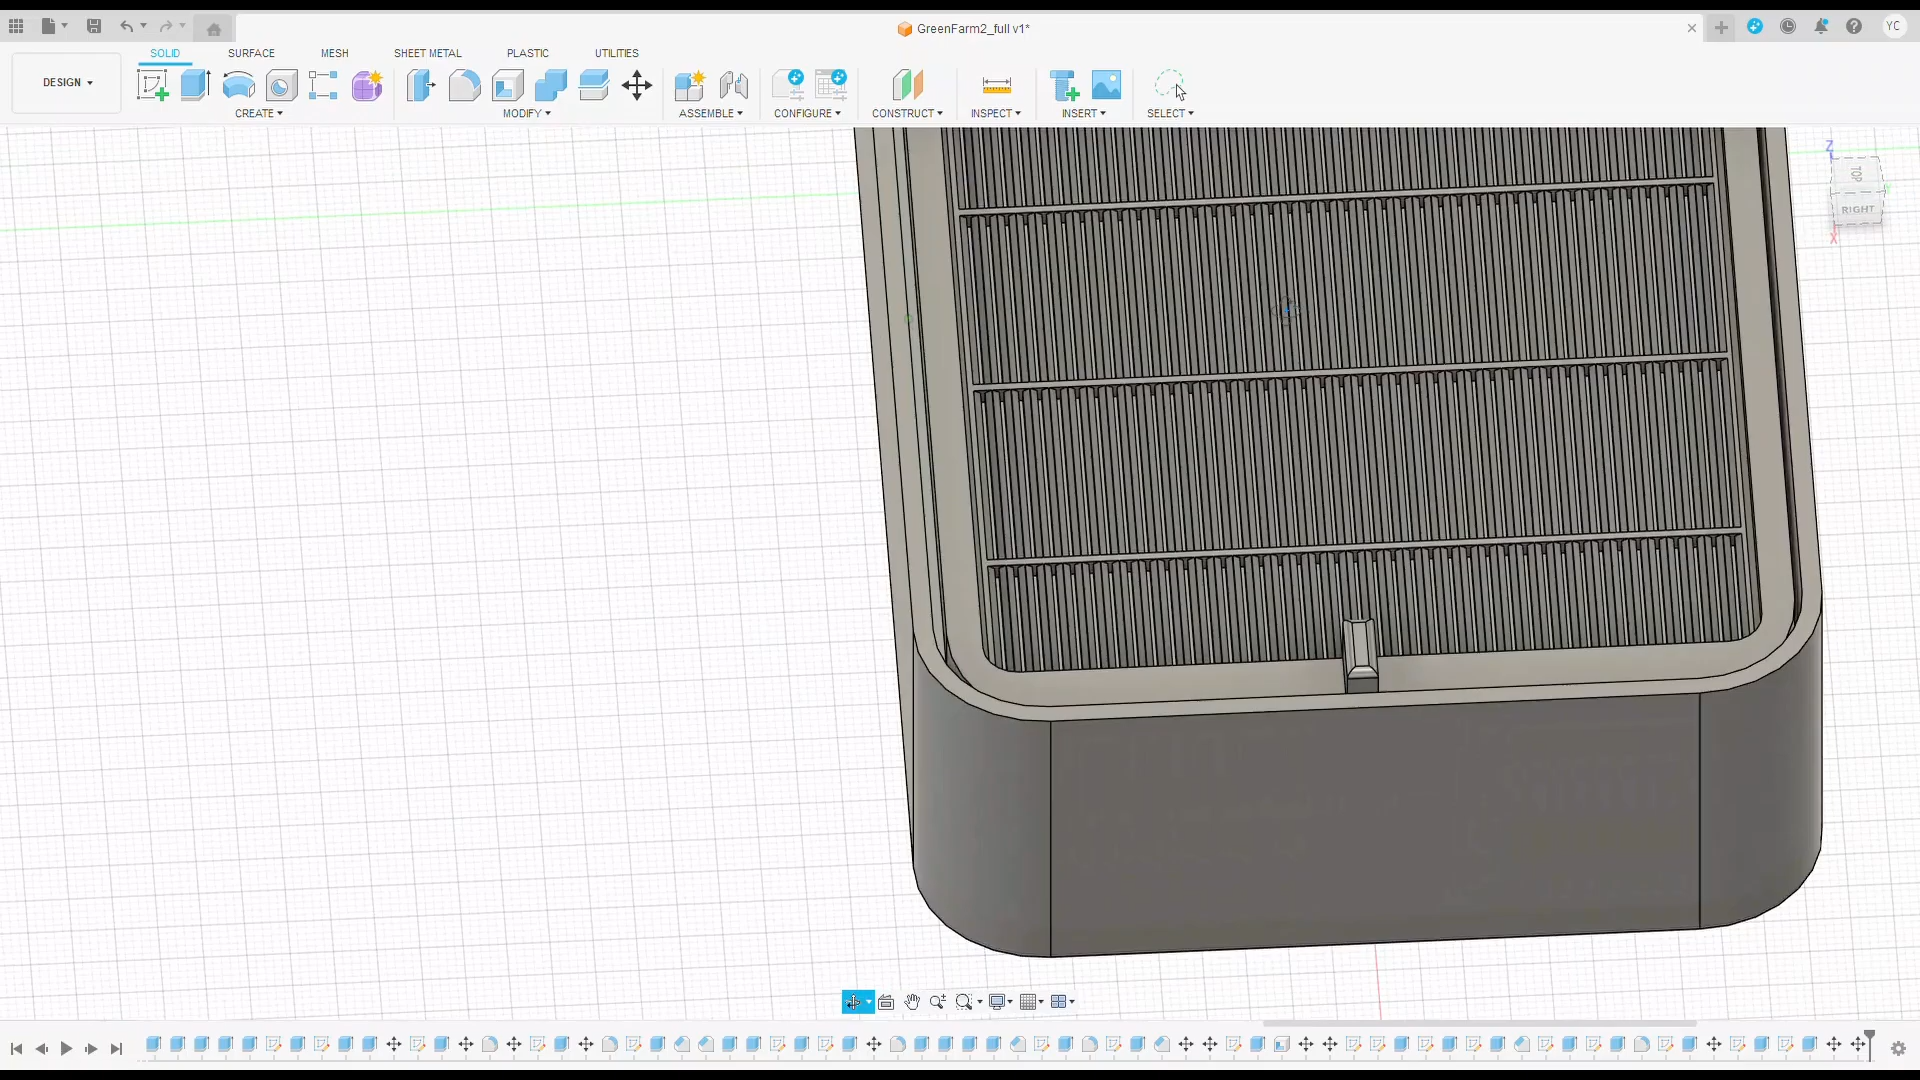 GreenFarm2_full v1*
YC
DESIGN
SOLID
SURFACE
MESH
SHEET METAL
PLASTIC
UTILITIES
CREATE
MODIFY
ASSEMBLE
CONFIGURE
CONSTRUCT
INSPECT
INSERT
SELECT
Z
TOP
RIGHT
X